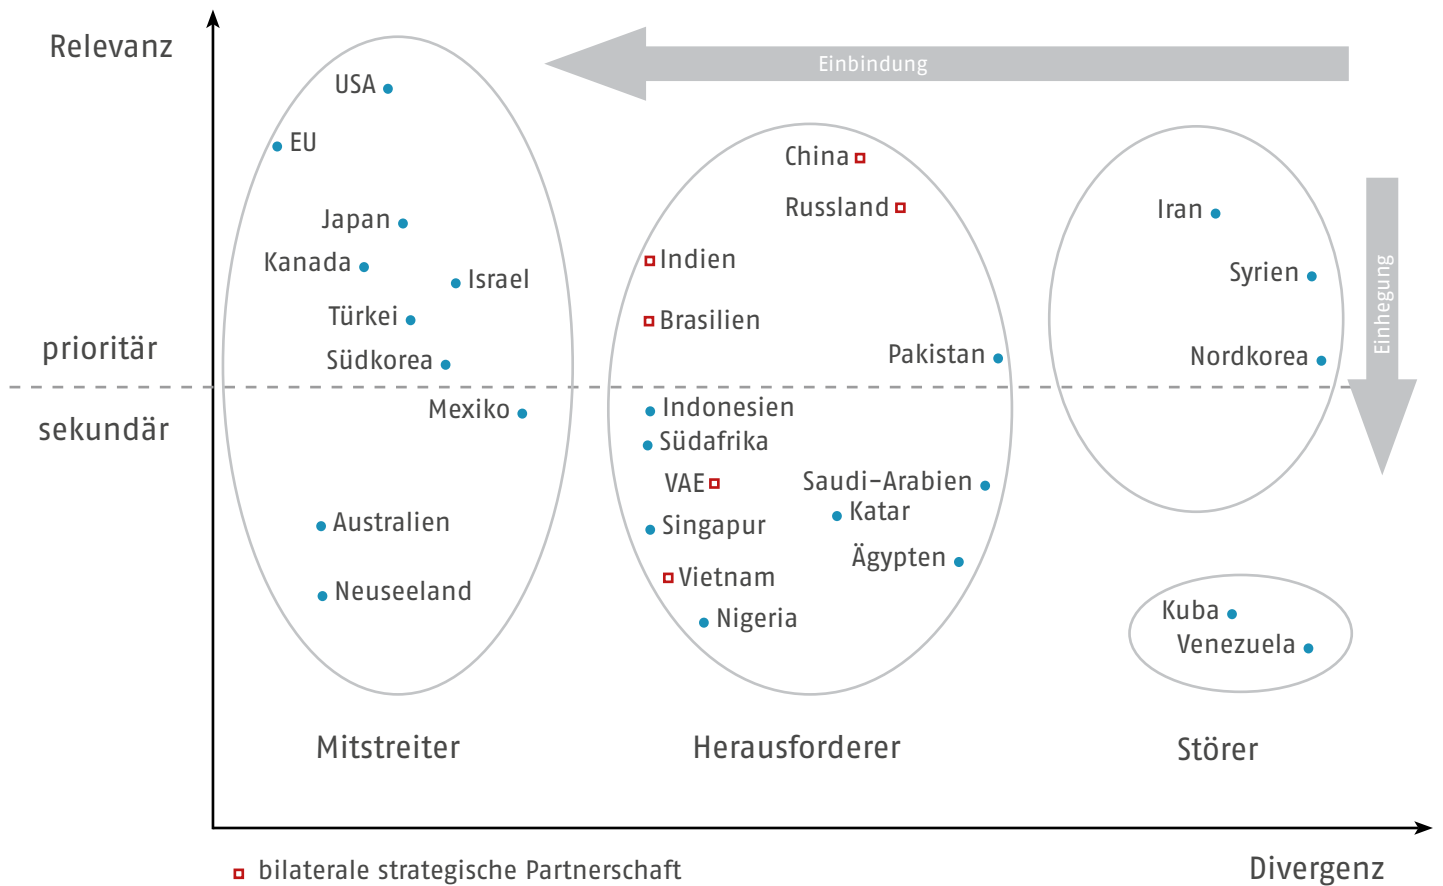 Relevanz
Einbindung
USA
EU
China
Russland
Iran
Japan
Kanada
Israel
Indien
Syrien
Einhegung
Türkei
Brasilien
prioritär
Südkorea
Pakistan
Nordkorea
sekundär
Mexiko
Indonesien
Südafrika
VAE
Saudi-Arabien
Katar
Australien
Singapur
Ägypten
Neuseeland
Vietnam
Nigeria
Kuba
Venezuela
Mitstreiter
Herausforderer
Störer
bilaterale strategische Partnerschaft
Divergenz